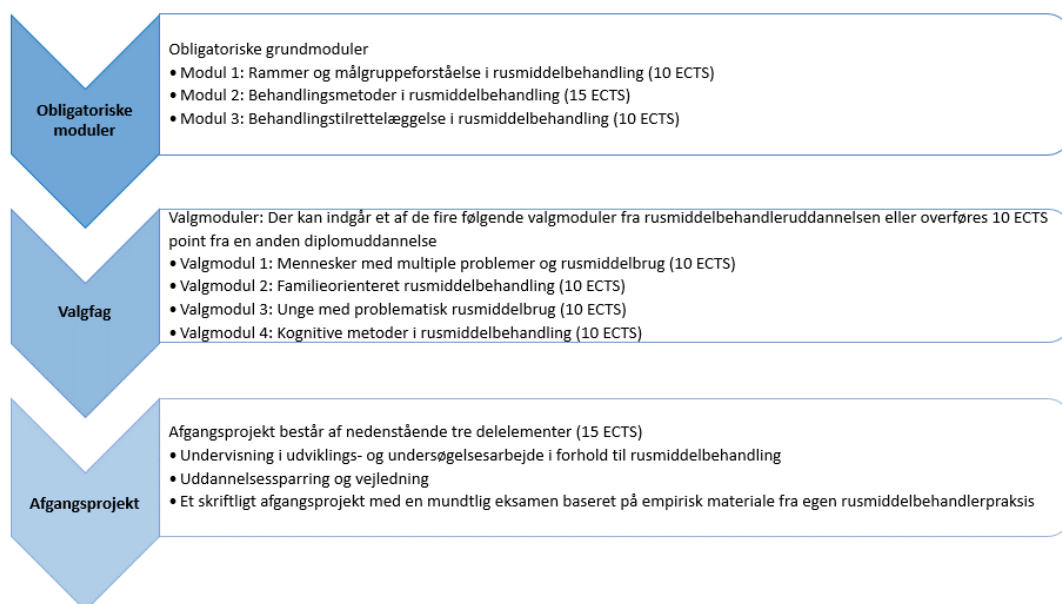 Obligatoriske
moduler
Obligatoriske grundmoduler
• Modul 1: Rammer og målgruppeforståelse i rusmiddelbehandling (10 ECTS)
• Modul 2: Behandlingsmetoder i rusmiddelbehandling (15 ECTS)
• Modul 3: Behandlingstilrettelæggelse i rusmiddelbehandling (10 ECTS)
Valgfag
Valgmoduler: Der kan indgår et af de fire følgende valgmoduler fra rusmiddelbehandleruddannelsen eller overføres 10 ECTS
point fra en anden diplomuddannelse
• Valgmodul 1: Mennesker med multiple problemer og rusmiddelbrug (10 ECTS)
• Valgmodul 2: Familieorienteret rusmiddelbehandling (10 ECTS)
• Valgmodul 3: Unge med problematisk rusmiddelbrug (10 ECTS)
• Valgmodul 4: Kognitive metoder i rusmiddelbehandling (10 ECTS)
Afgangsprojekt
Afgangsprojekt består af nedenstående tre delelementer (15 ECTS)
• Undervisning i udviklings- og undersøgelsesarbejde i forhold til rusmiddelbehandling
• Uddannelsessparring og vejledning
• Et skriftligt afgangsprojekt med en mundtlig eksamen baseret på empirisk materiale fra egen rusmiddelbehandlerpraksis